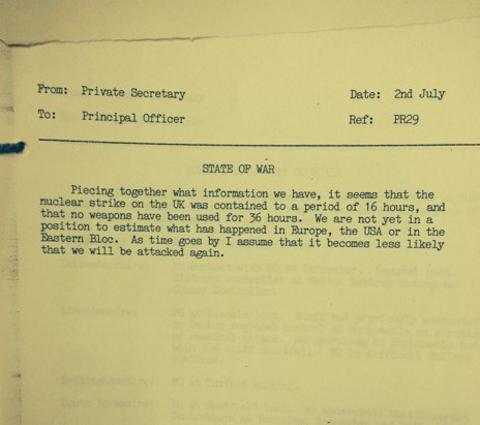 From: Private Secretary Date: 2nd July
To: Principal Officer Ref: PR29
STATE OF WAR
Piecing together what information we have, it seems that the
nuclear strike on the UK was contained to a period of 16 hours, and
that no weapons have been used for 36 hours. We are not yet in a
position to estimate what has happened in Europe, the USA or in the
Eastern Bloc. As time goes by I assume that it becomes less likely
that we will be attacked again.